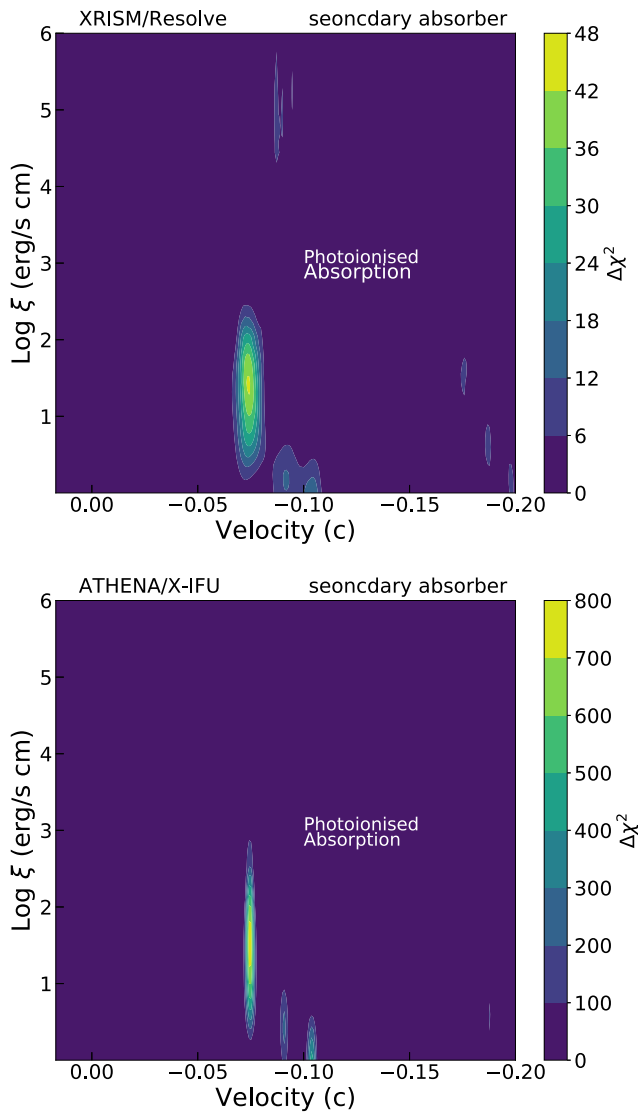 XRISM/Resolve seoncdary absorber
6
5
4
3
2
1
Log ξ (erg/s cm)
Photoionised
Absorption
0.00 −0.05 −0.10 −0.15 −0.20
Velocity (c)
48
42
36
30
24
18
12
6
0
Δχ²
ATHENA/X-IFU seoncdary absorber
6
5
4
3
2
1
Log ξ (erg/s cm)
Photoionised
Absorption
0.00 −0.05 −0.10 −0.15 −0.20
Velocity (c)
800
700
600
500
400
300
200
100
0
Δχ²